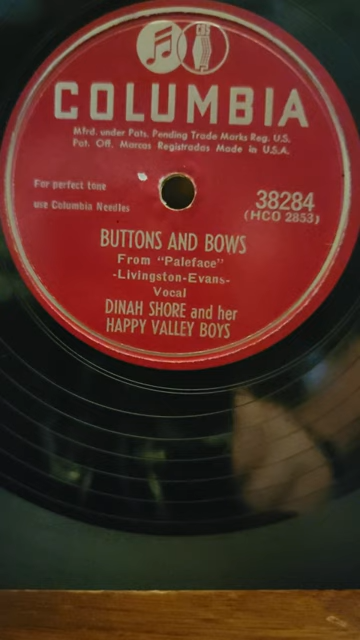 CBS
COLUMBIA
Mfrd. under Pats. Pending Trade Marks Reg. U.S.
Pat. Off. Marcas Registradas Made in U.S.A.
For perfect tone
use Columbia Needles
38284
(HCO 2853)
BUTTONS AND BOWS
From "Paleface"
-Livingston-Evans-
Vocal
DINAH SHORE and her
HAPPY VALLEY BOYS